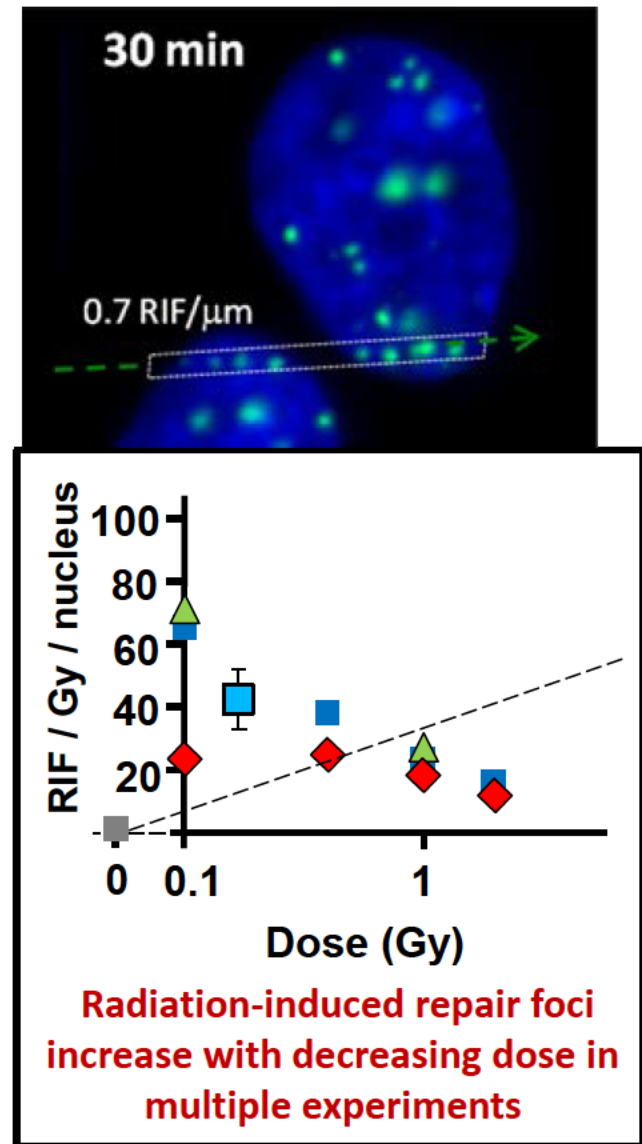 30 min
0.7 RIF/μm
RIF / Gy / nucleus
100
80
60
40
20
0
0.1
1
Dose (Gy)
Radiation-induced repair foci
increase with decreasing dose in
multiple experiments